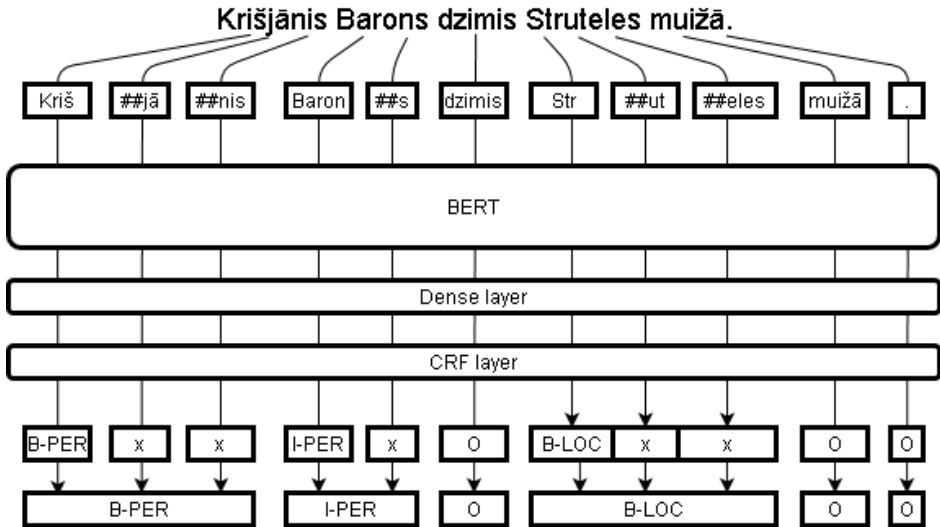 Krišjānis Barons dzimis Struteles muižā.
Kriš ##jā ##nis Baron ##s dzimis Str ##ut ##eles muižā .
BERT
Dense layer
CRF layer
B-PER x x I-PER x O B-LOC x x O O
B-PER I-PER O B-LOC O O